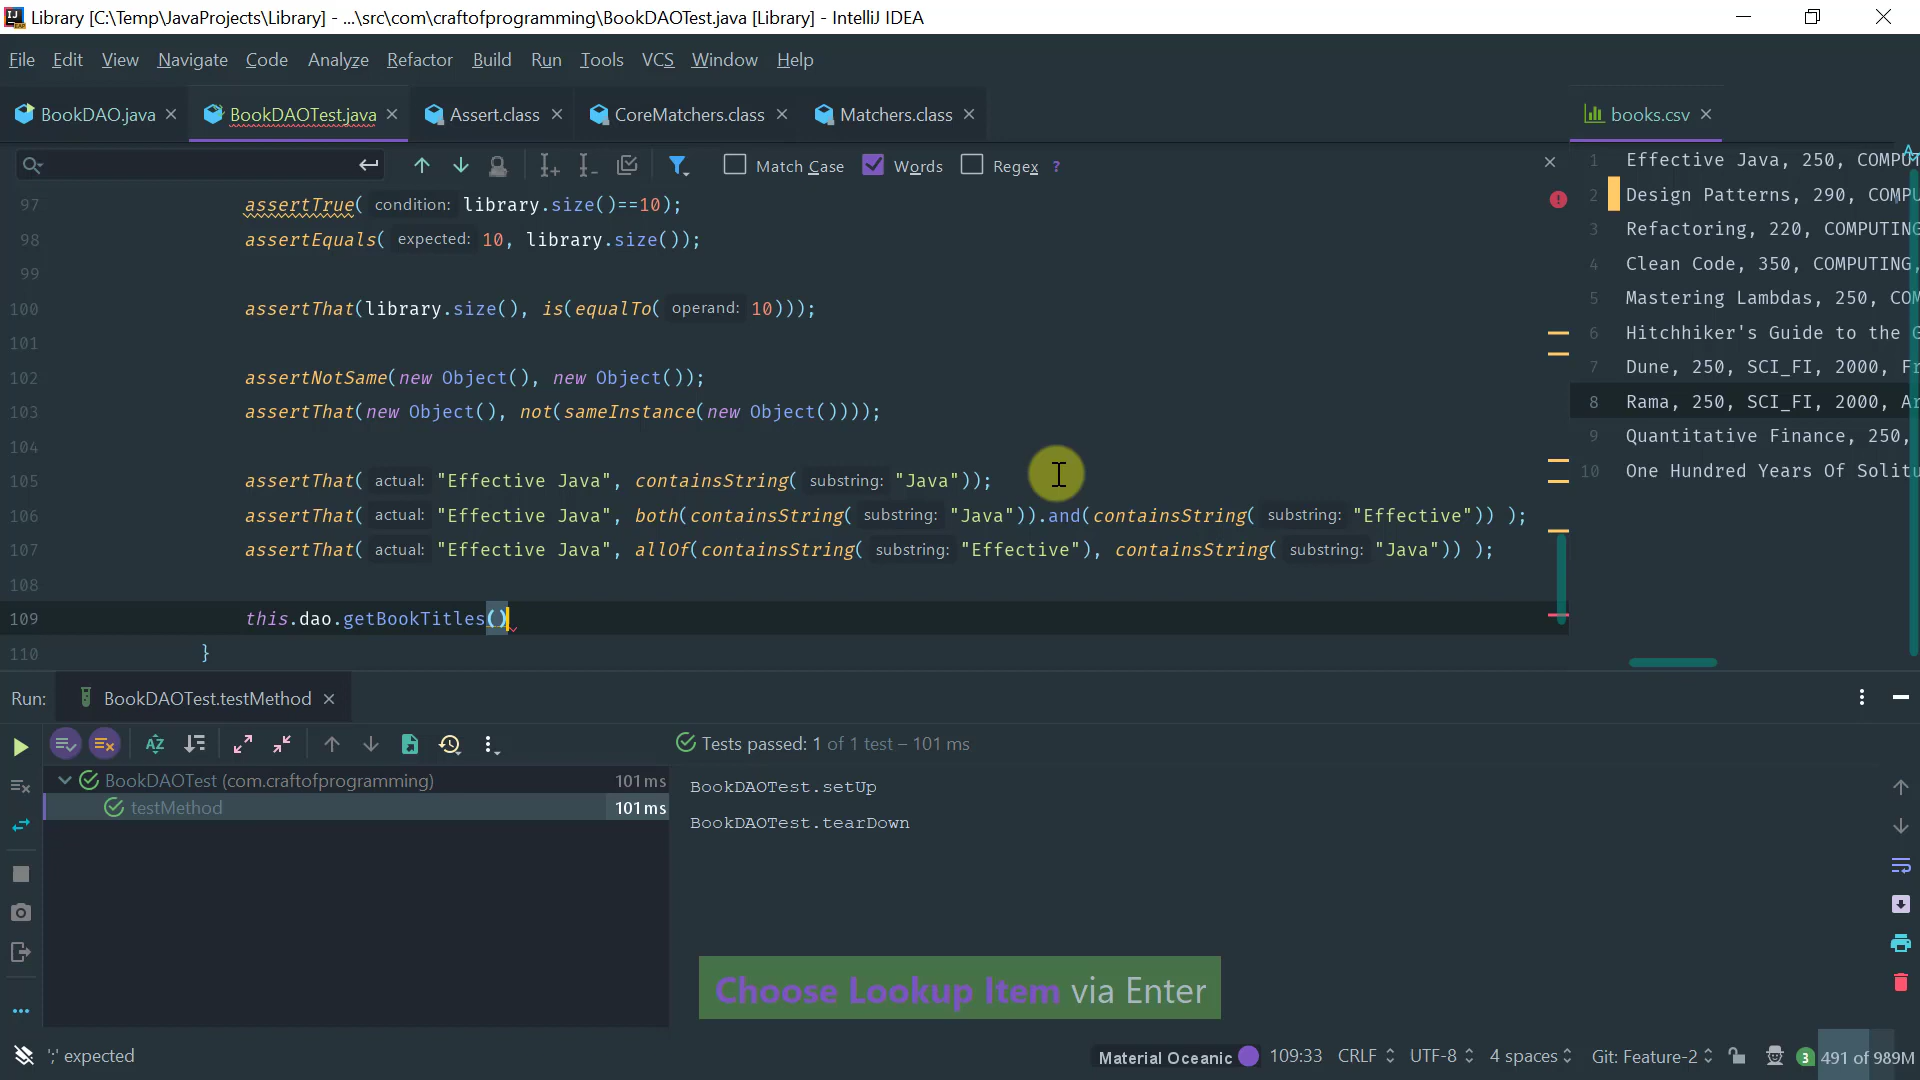 Library [C:\Temp\JavaProjects\Library] - ...\src\com\craftofprogramming\BookDAOTest.java [Library] - IntelliJ IDEA
File Edit View Navigate Code Analyze Refactor Build Run Tools VCS Window Help
BookDAO.java BookDAOTest.java Assert.class CoreMatchers.class Matchers.class books.csv
Match Case Words Regex ?
97 assertTrue( condition: library.size()==10);
98 assertEquals( expected: 10, library.size());
99
100 assertThat(library.size(), is(equalTo( operand: 10)));
101
102 assertNotSame(new Object(), new Object());
103 assertThat(new Object(), not(sameInstance(new Object())));
104
105 assertThat( actual: "Effective Java", containsString( substring: "Java"));
106 assertThat( actual: "Effective Java", both(containsString( substring: "Java")).and(containsString( substring: "Effective")) );
107 assertThat( actual: "Effective Java", allOf(containsString( substring: "Effective"), containsString( substring: "Java")) );
108
109 this.dao.getBookTitles()
110 }
1 Effective Java, 250, COMPUT
2 Design Patterns, 290, COMPU
3 Refactoring, 220, COMPUTING
4 Clean Code, 350, COMPUTING,
5 Mastering Lambdas, 250, COM
6 Hitchhiker's Guide to the G
7 Dune, 250, SCI_FI, 2000, Fr
8 Rama, 250, SCI_FI, 2000, Ar
9 Quantitative Finance, 250,
10 One Hundred Years Of Solitu
Run: BookDAOTest.testMethod
Tests passed: 1 of 1 test – 101 ms
BookDAOTest (com.craftofprogramming) 101 ms
testMethod 101 ms
BookDAOTest.setUp
BookDAOTest.tearDown
Choose Lookup Item via Enter
';' expected
Material Oceanic 109:33 CRLF UTF-8 4 spaces Git: Feature-2 3 491 of 989M